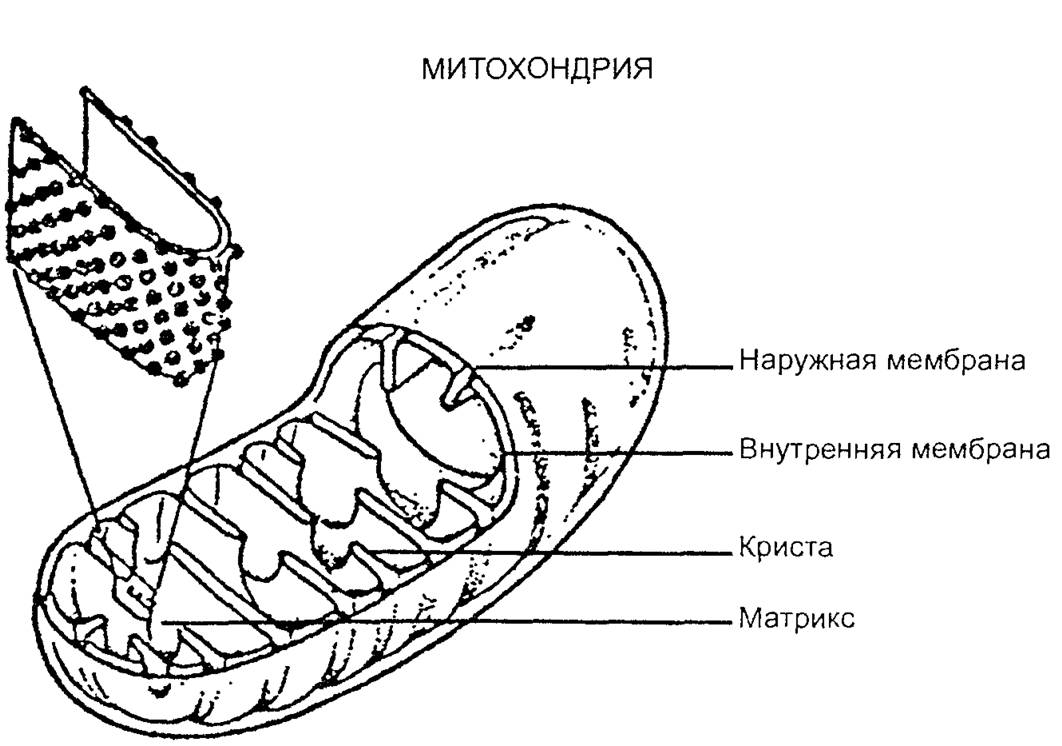 МИТОХОНДРИЯ
Наружная мембрана
Внутренняя мембрана
Криста
Матрикс